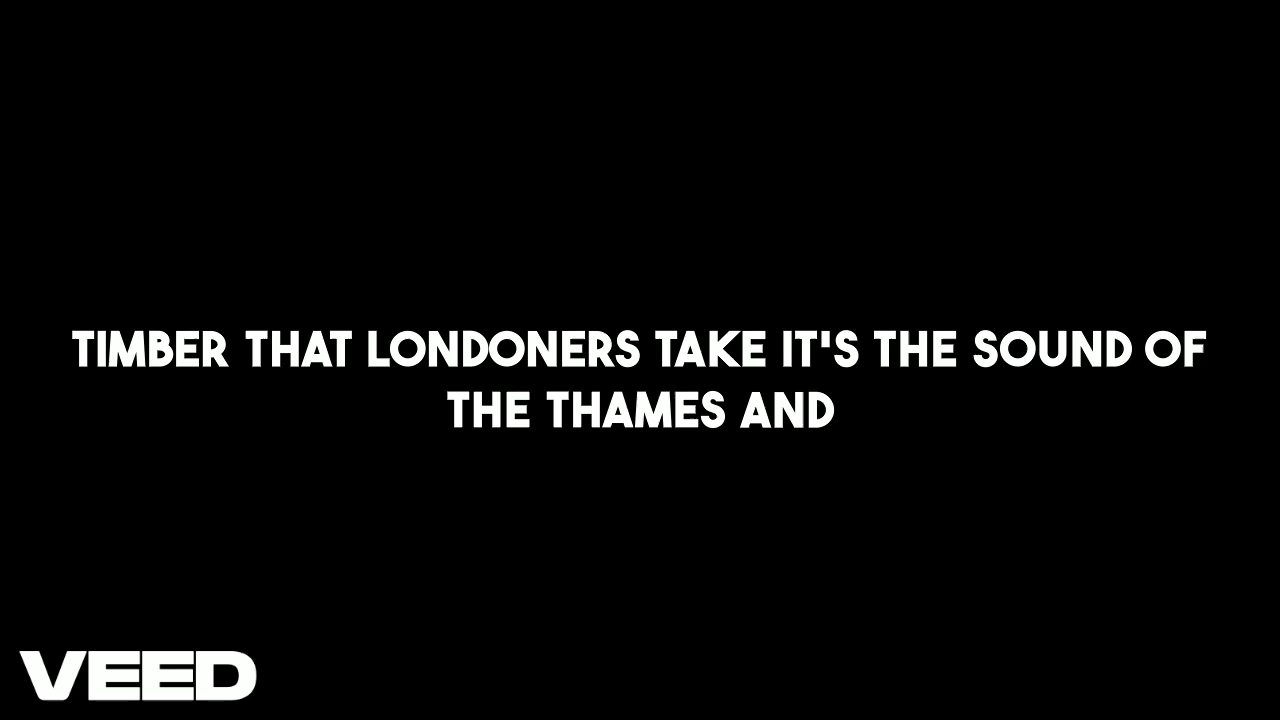 TIMBER THAT LONDONERS TAKE IT'S THE SOUND OF
THE THAMES AND
VEED